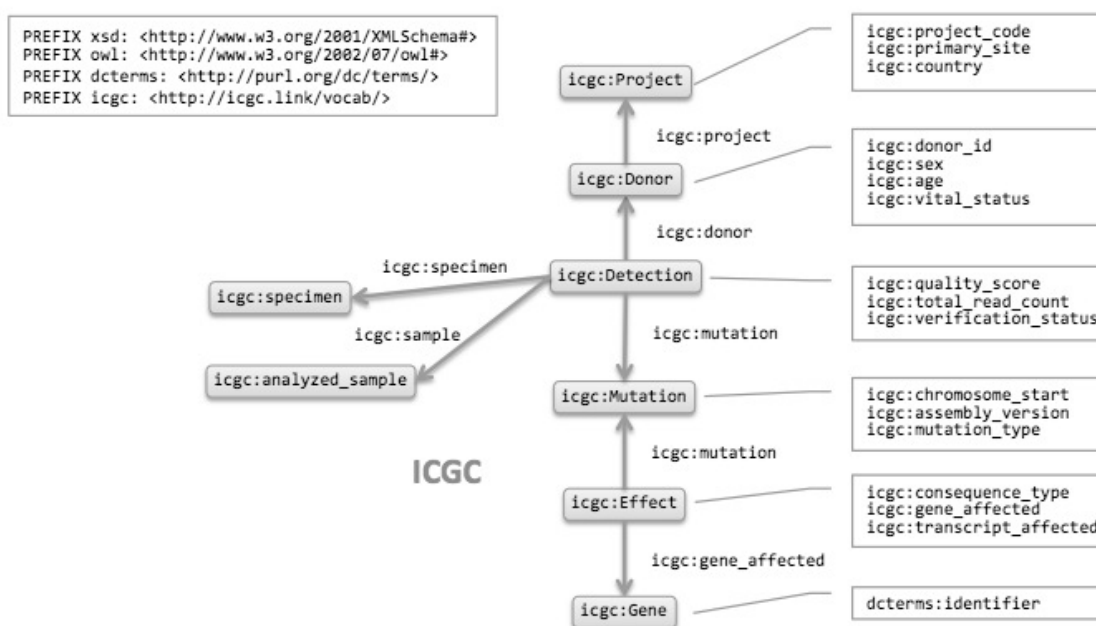 PREFIX xsd: <http://www.w3.org/2001/XMLSchema#>
PREFIX owl: <http://www.w3.org/2002/07/owl#>
PREFIX dcterms: <http://purl.org/dc/terms/>
PREFIX icgc: <http://icgc.link/vocab/>
icgc:Project
icgc:project_code
icgc:primary_site
icgc:country
icgc:project
icgc:Donor
icgc:donor_id
icgc:sex
icgc:age
icgc:vital_status
icgc:donor
icgc:specimen
icgc:Detection
icgc:specimen
icgc:quality_score
icgc:total_read_count
icgc:verification_status
icgc:sample
icgc:mutation
icgc:analyzed_sample
icgc:Mutation
icgc:chromosome_start
icgc:assembly_version
icgc:mutation_type
icgc:mutation
ICGC
icgc:Effect
icgc:consequence_type
icgc:gene_affected
icgc:transcript_affected
icgc:gene_affected
icgc:Gene
dcterms:identifier